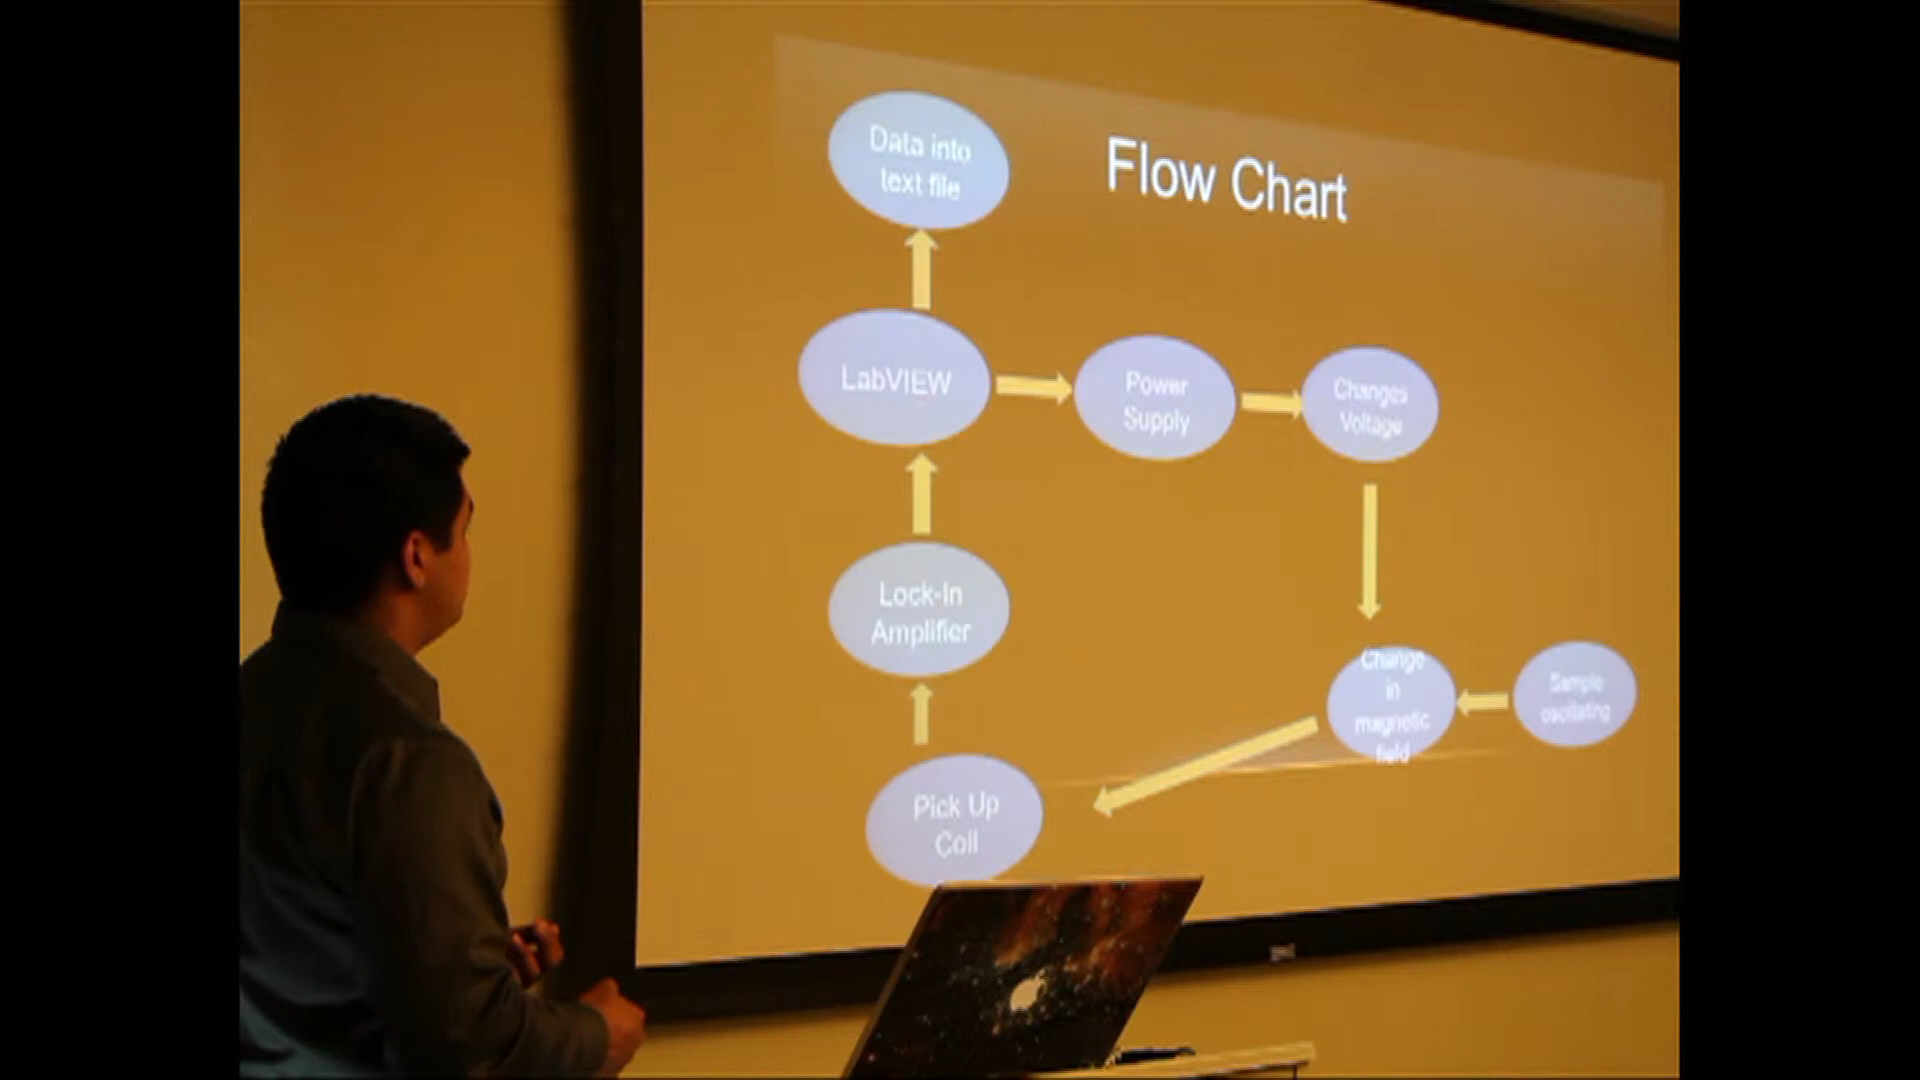 Data into
text file
Flow Chart
LabVIEW
Power
Supply
Changes
Voltage
Lock-In
Amplifier
Change
in
magnetic
field
Sample
oscillating
Pick Up
Coil